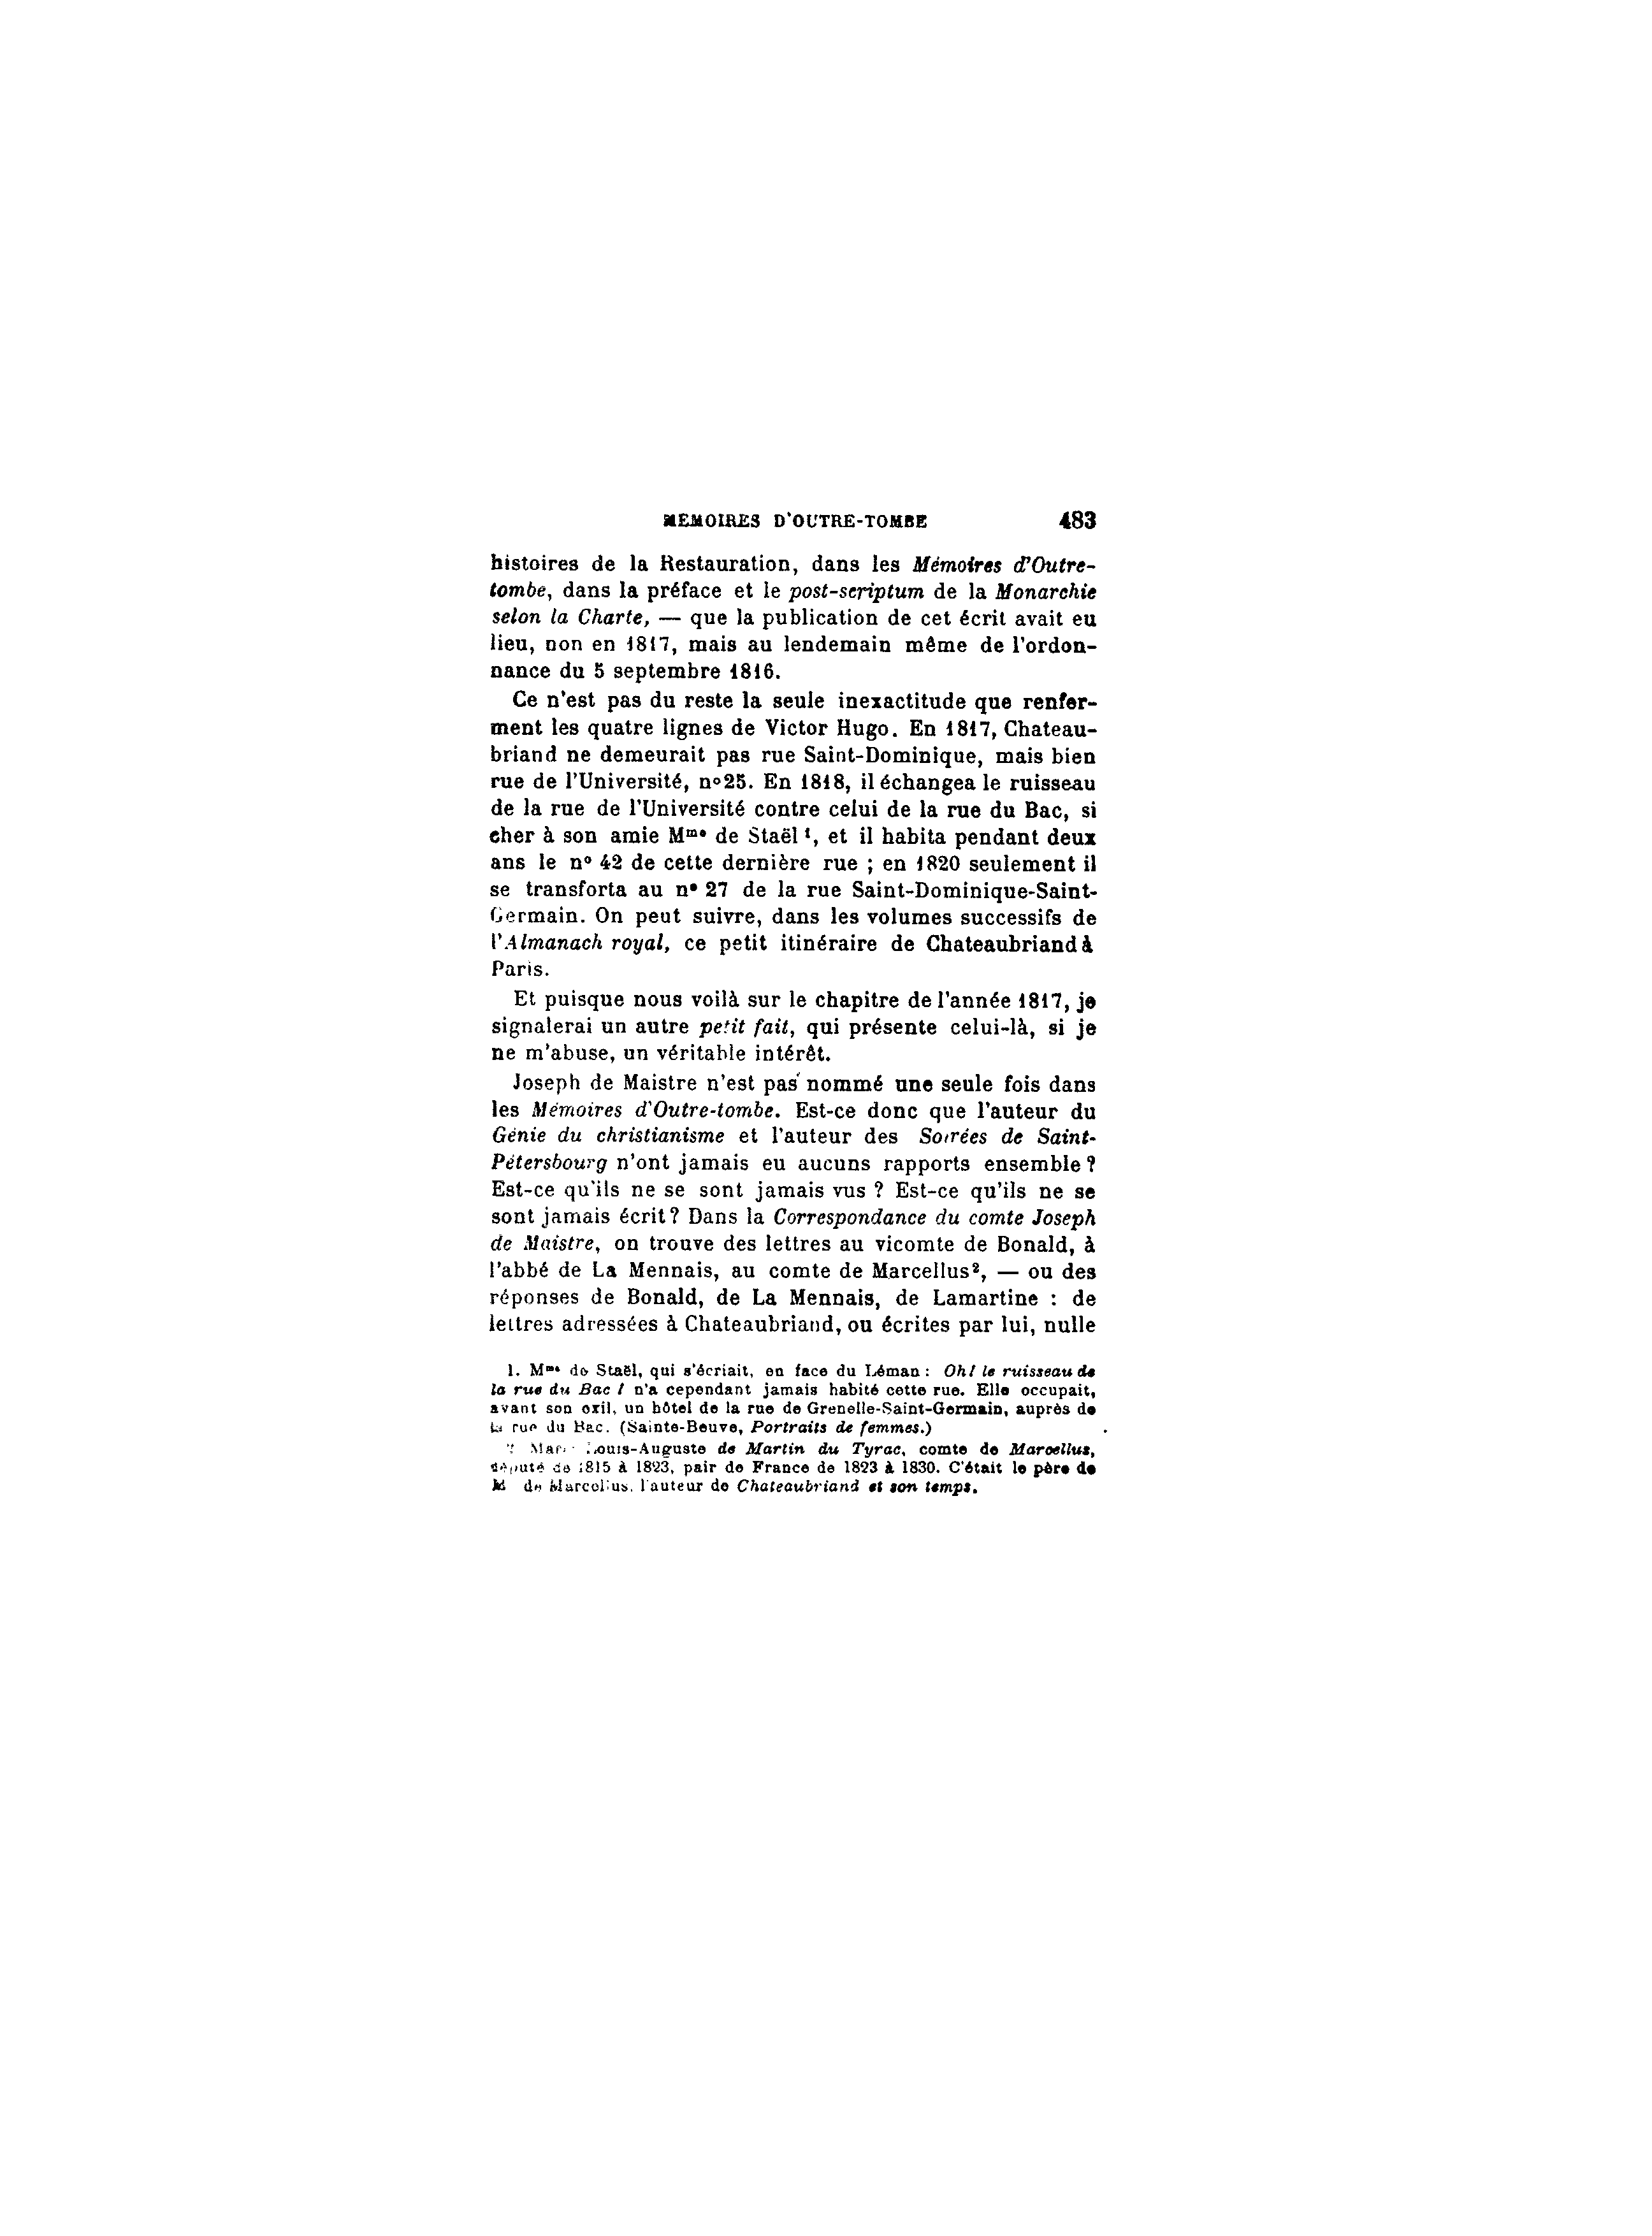 MEMOIRES D'OUTRE-TOMBE 483
histoires de la Restauration, dans les Mémoires d'Outre-
tombe, dans la préface et le post-scriptum de la Monarchie
selon la Charte, — que la publication de cet écrit avait eu
lieu, non en 1817, mais au lendemain même de l'ordon-
nance du 5 septembre 1816.
Ce n'est pas du reste la seule inexactitude que renfer-
ment les quatre lignes de Victor Hugo. En 1817, Chateau-
briand ne demeurait pas rue Saint-Dominique, mais bien
rue de l'Université, nº 25. En 1818, il échangea le ruisseau
de la rue de l'Université contre celui de la rue du Bac, si
cher à son amie Mme de Staël ¹, et il habita pendant deux
ans le nº 42 de cette dernière rue ; en 1820 seulement il
se transforta au nº 27 de la rue Saint-Dominique-Saint-
Germain. On peut suivre, dans les volumes successifs de
l'Almanach royal, ce petit itinéraire de Chateaubriand à
Paris.
Et puisque nous voilà sur le chapitre de l'année 1817, je
signalerai un autre petit fait, qui présente celui-là, si je
ne m'abuse, un véritable intérêt.
Joseph de Maistre n'est pas nommé une seule fois dans
les Mémoires d'Outre-tombe. Est-ce donc que l'auteur du
Génie du christianisme et l'auteur des Soirées de Saint-
Pétersbourg n'ont jamais eu aucuns rapports ensemble ?
Est-ce qu'ils ne se sont jamais vus ? Est-ce qu'ils ne se
sont jamais écrit ? Dans la Correspondance du comte Joseph
de Maistre, on trouve des lettres au vicomte de Bonald, à
l'abbé de La Mennais, au comte de Marcellus², — ou des
réponses de Bonald, de La Mennais, de Lamartine : de
lettres adressées à Chateaubriand, ou écrites par lui, nulle
1. Mme de Staël, qui s'écriait, en face du Léman : Oh! le ruisseau de
la rue du Bac ! n'a cependant jamais habité cette rue. Elle occupait,
avant son exil, un hôtel de la rue de Grenelle-Saint-Germain, auprès de
la rue du Bac. (Sainte-Beuve, Portraits de femmes.)
Louis-Auguste de Martin du Tyrac, comte de Marcellus,
député de 1815 à 1823, pair de France de 1823 à 1830. C'était le père de
M de Marcellus, l'auteur de Chateaubriand et son temps.